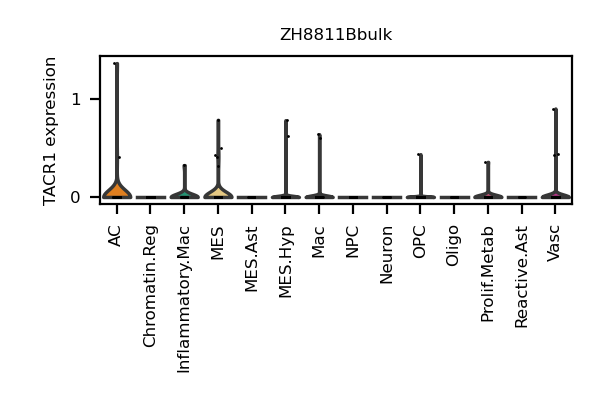 ZH8811Bbulk
TACR1 expression
1
0
AC
Chromatin.Reg
Inflammatory.Mac
MES
MES.Ast
MES.Hyp
Mac
NPC
Neuron
OPC
Oligo
Prolif.Metab
Reactive.Ast
Vasc